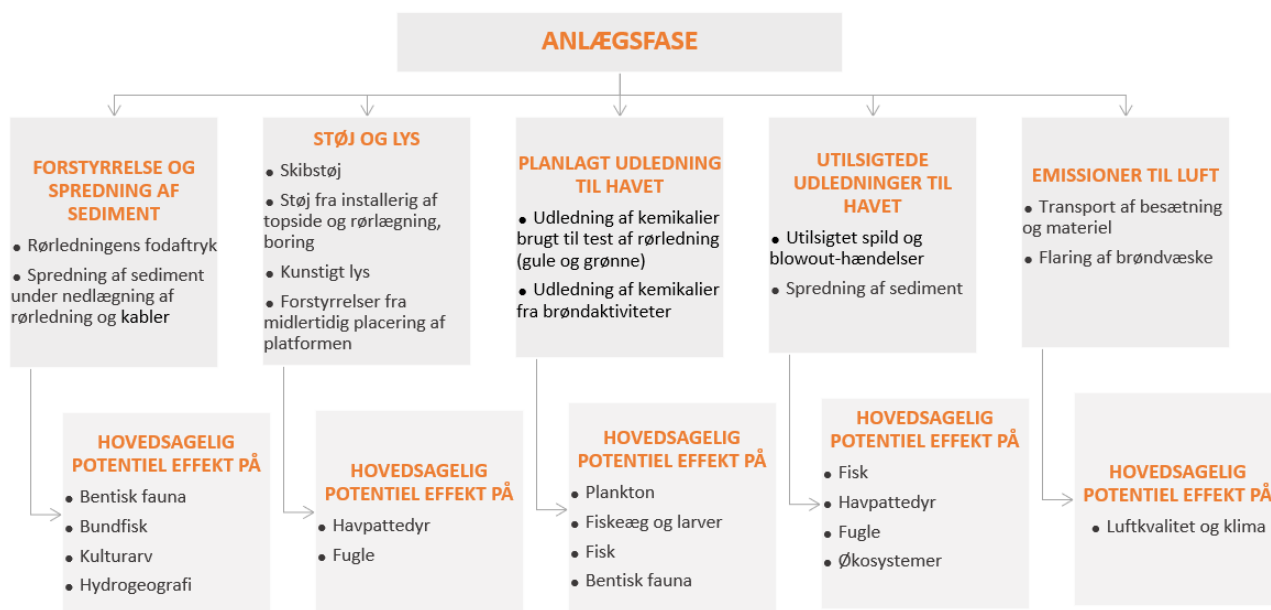 ANLÆGSFASE
FORSTYRRELSE OG
SPREDNING AF
SEDIMENT
● Rørledningens fodaftryk
● Spredning af sediment
under nedlægning af
rørledning og kabler
STØJ OG LYS
● Skibstøj
● Støj fra installerig af
topside og rørlægning,
boring
● Kunstigt lys
● Forstyrrelser fra
midlertidig placering af
platformen
PLANLAGT UDLEDNING
TIL HAVET
● Udledning af kemikalier
brugt til test af rørledning
(gule og grønne)
● Udledning af kemikalier
fra brøndaktiviteter
UTILSIGTEDE
UDLEDNINGER TIL
HAVET
● Utilsigtet spild og
blowout-hændelser
● Spredning af sediment
EMISSIONER TIL LUFT
● Transport af besætning
og materiel
● Flaring af brøndvæske
HOVEDSAGELIG
POTENTIEL EFFEKT PÅ
● Bentisk fauna
● Bundfisk
● Kulturarv
● Hydrogeografi
HOVEDSAGELIG
POTENTIEL EFFEKT PÅ
● Havpattedyr
● Fugle
HOVEDSAGELIG
POTENTIEL EFFEKT PÅ
● Plankton
● Fiskeæg og larver
● Fisk
● Bentisk fauna
HOVEDSAGELIG
POTENTIEL EFFEKT PÅ
● Fisk
● Havpattedyr
● Fugle
● Økosystemer
HOVEDSAGELIG
POTENTIEL EFFEKT PÅ
● Luftkvalitet og klima